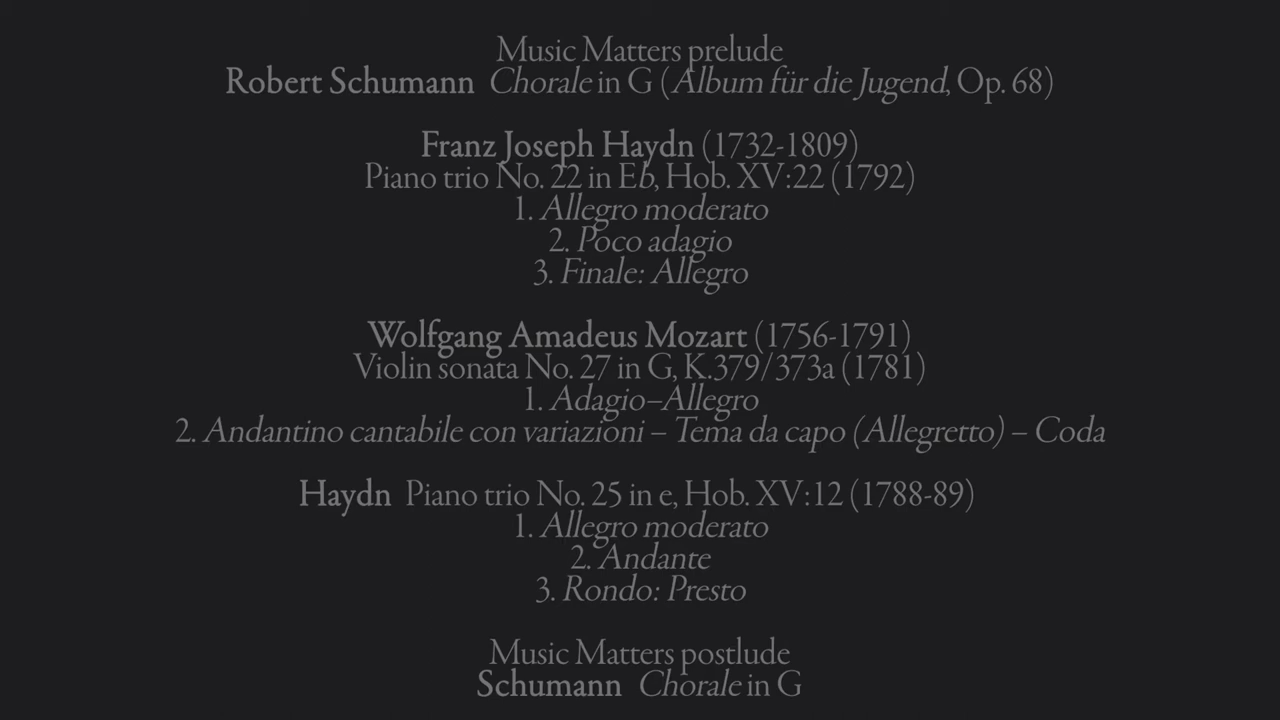 Music Matters prelude
Robert Schumann Chorale in G (Album für die Jugend, Op. 68)
Franz Joseph Haydn (1732-1809)
Piano trio No. 22 in Eb, Hob. XV:22 (1792)
1. Allegro moderato
2. Poco adagio
3. Finale: Allegro
Wolfgang Amadeus Mozart (1756-1791)
Violin sonata No. 27 in G, K.379/373a (1781)
1. Adagio–Allegro
2. Andantino cantabile con variazioni – Tema da capo (Allegretto) – Coda
Haydn Piano trio No. 25 in e, Hob. XV:12 (1788-89)
1. Allegro moderato
2. Andante
3. Rondo: Presto
Music Matters postlude
Schumann Chorale in G